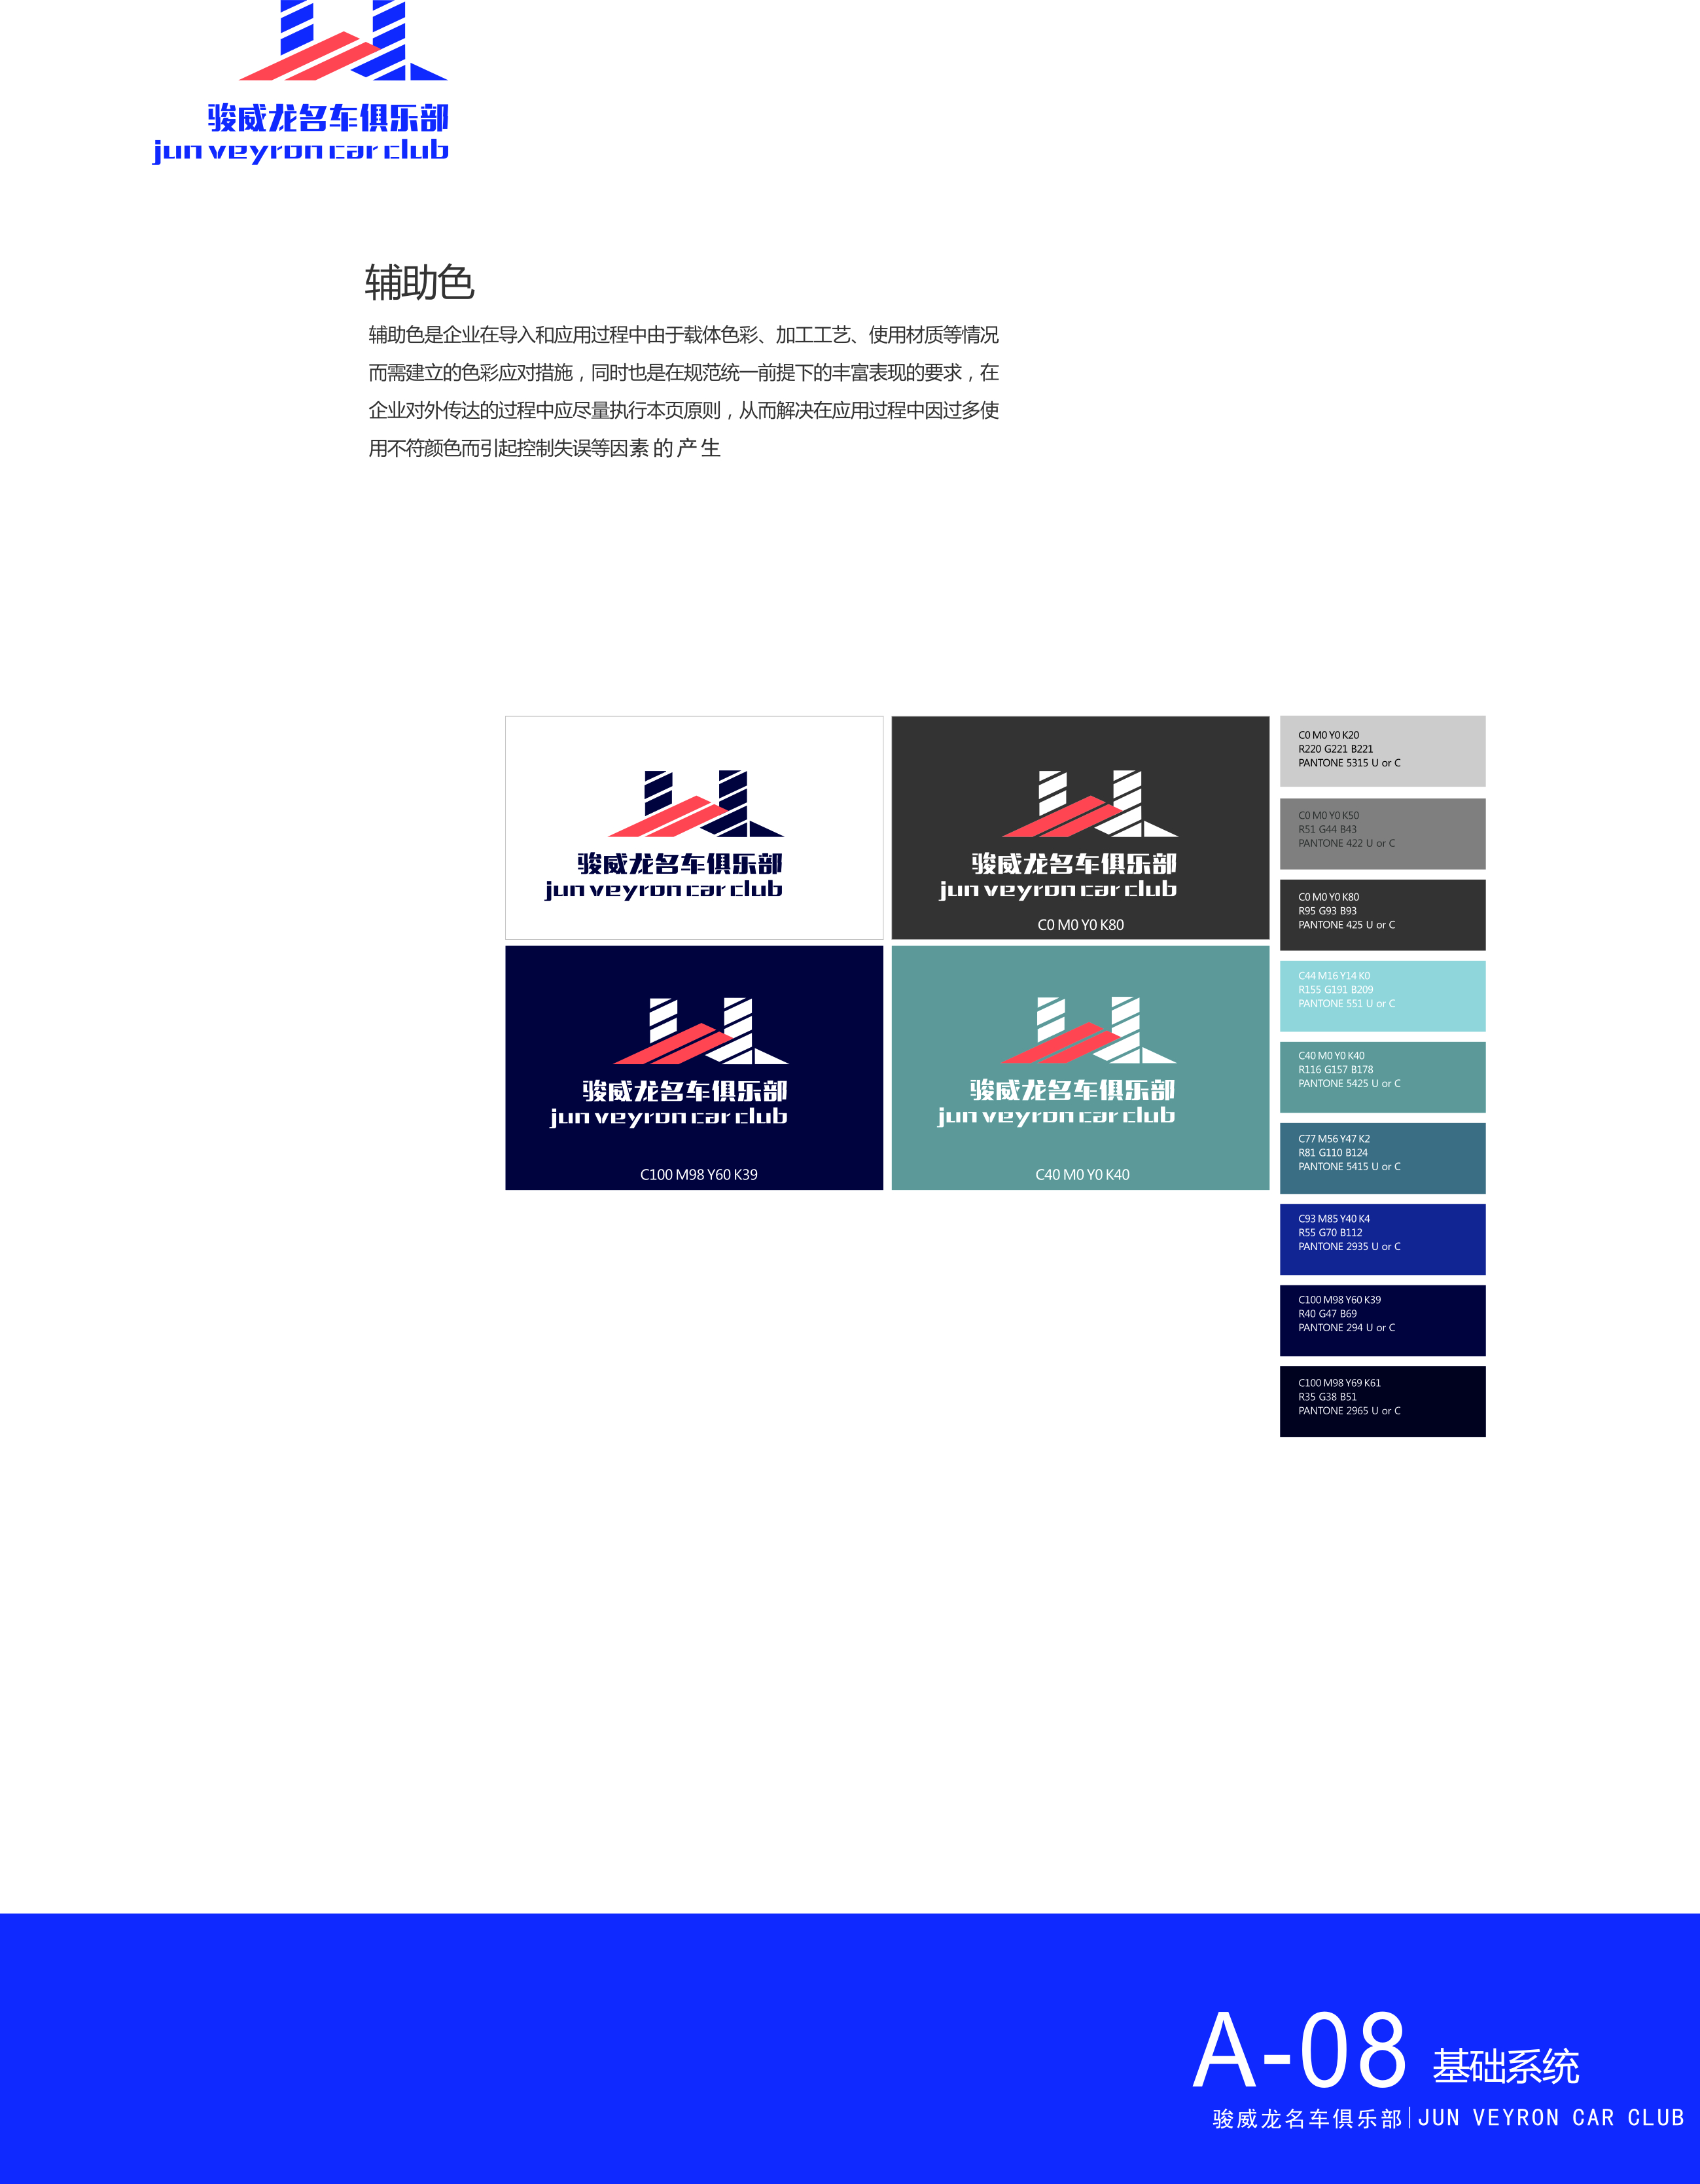 骏威龙名车俱乐部
jun veyron car club
辅助色
辅助色是企业在导入和应用过程中由于载体色彩、加工工艺、使用材质等情况
而需建立的色彩应对措施，同时也是在规范统一前提下的丰富表现的要求，在
企业对外传达的过程中应尽量执行本页原则，从而解决在应用过程中因过多使
用不符颜色而引起控制失误等因素的产生
骏威龙名车俱乐部
jun veyron car club
骏威龙名车俱乐部
jun veyron car club
C0 M0 Y0 K80
骏威龙名车俱乐部
jun veyron car club
C100 M98 Y60 K39
骏威龙名车俱乐部
jun veyron car club
C40 M0 Y0 K40
C0 M0 Y0 K20
R220 G221 B221
PANTONE 5315 U or C
C0 M0 Y0 K50
R51 G44 B43
PANTONE 422 U or C
C0 M0 Y0 K80
R95 G93 B93
PANTONE 425 U or C
C44 M16 Y14 K0
R155 G191 B209
PANTONE 551 U or C
C40 M0 Y0 K40
R116 G157 B178
PANTONE 5425 U or C
C77 M56 Y47 K2
R81 G110 B124
PANTONE 5415 U or C
C93 M85 Y40 K4
R55 G70 B112
PANTONE 2935 U or C
C100 M98 Y60 K39
R40 G47 B69
PANTONE 294 U or C
C100 M98 Y69 K61
R35 G38 B51
PANTONE 2965 U or C
A-08 基础系统
骏威龙名车俱乐部|JUN VEYRON CAR CLUB